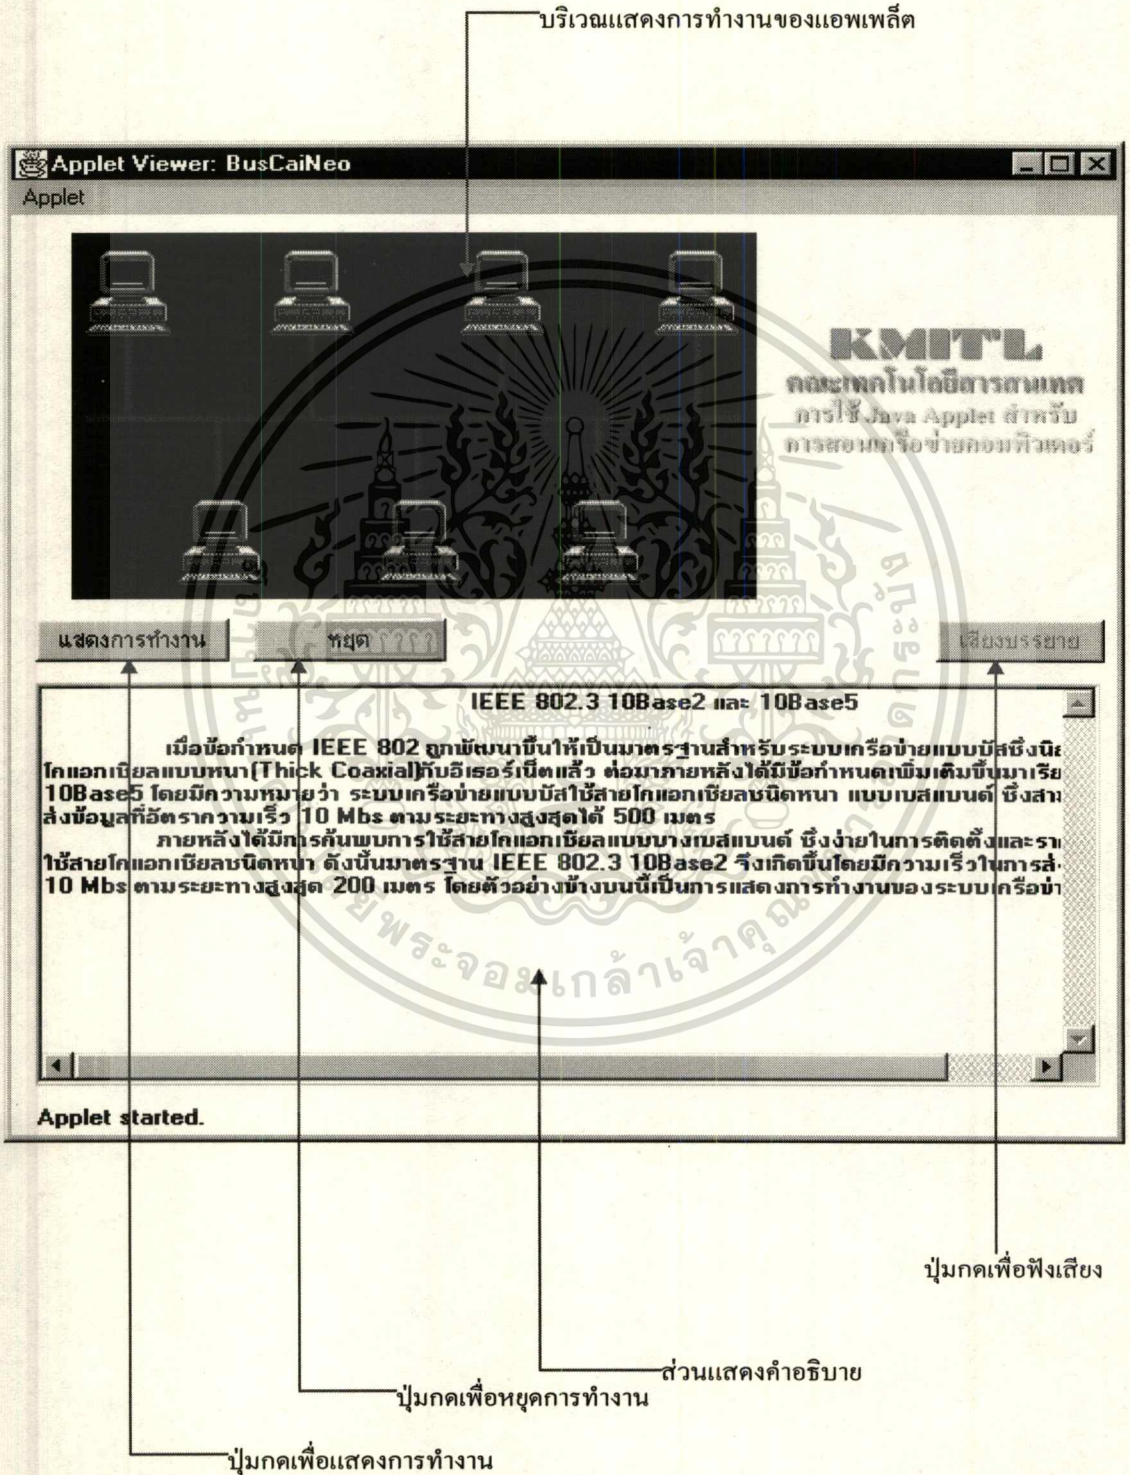 บริเวณแสดงการทำงานของแอพเพล็ต
Applet Viewer: BusCaiNeo
Applet
KMITL
คณะเทคโนโลยีสารสนเทศ
การใช้ Java Applet สำหรับ
การสอนเครือข่ายคอมพิวเตอร์
แสดงการทำงาน
หยุด
เสียงบรรยาย
IEEE 802.3 10Base2 และ 10Base5
เมื่อข้อกำหนด IEEE 802 ถูกพัฒนาขึ้นให้เป็นมาตรฐานสำหรับระบบเครือข่ายแบบบัสซึ่งนิย
โคแอกเชียลแบบหนา(Thick Coaxial)กับอีเธอร์เน็ตแล้ว ต่อมาภายหลังได้มีข้อกำหนดเพิ่มเติมขึ้นมาเรีย
10Base5 โดยมีความหมายว่า ระบบเครือข่ายแบบบัสใช้สายโคแอกเชียลชนิดหนา แบบเบสแบนด์ ซึ่งสาม
ส่งข้อมูลที่อัตราความเร็ว 10 Mbs ตามระยะทางสูงสุดได้ 500 เมตร
ภายหลังได้มีการค้นพบการใช้สายโคแอกเชียลแบบบางเบสแบนด์ ซึ่งง่ายในการติดตั้งและรา
ใช้สายโคแอกเชียลชนิดหนา ดังนั้นมาตรฐาน IEEE 802.3 10Base2 จึงเกิดขึ้นโดยมีความเร็วในการส่
10 Mbs ตามระยะทางสูงสุด 200 เมตร โดยตัวอย่างข้างบนนี้เป็นการแสดงการทำงานของระบบเครือข่า
Applet started.
ปุ่มกดเพื่อฟังเสียง
ส่วนแสดงคำอธิบาย
ปุ่มกดเพื่อหยุดการทำงาน
ปุ่มกดเพื่อแสดงการทำงาน